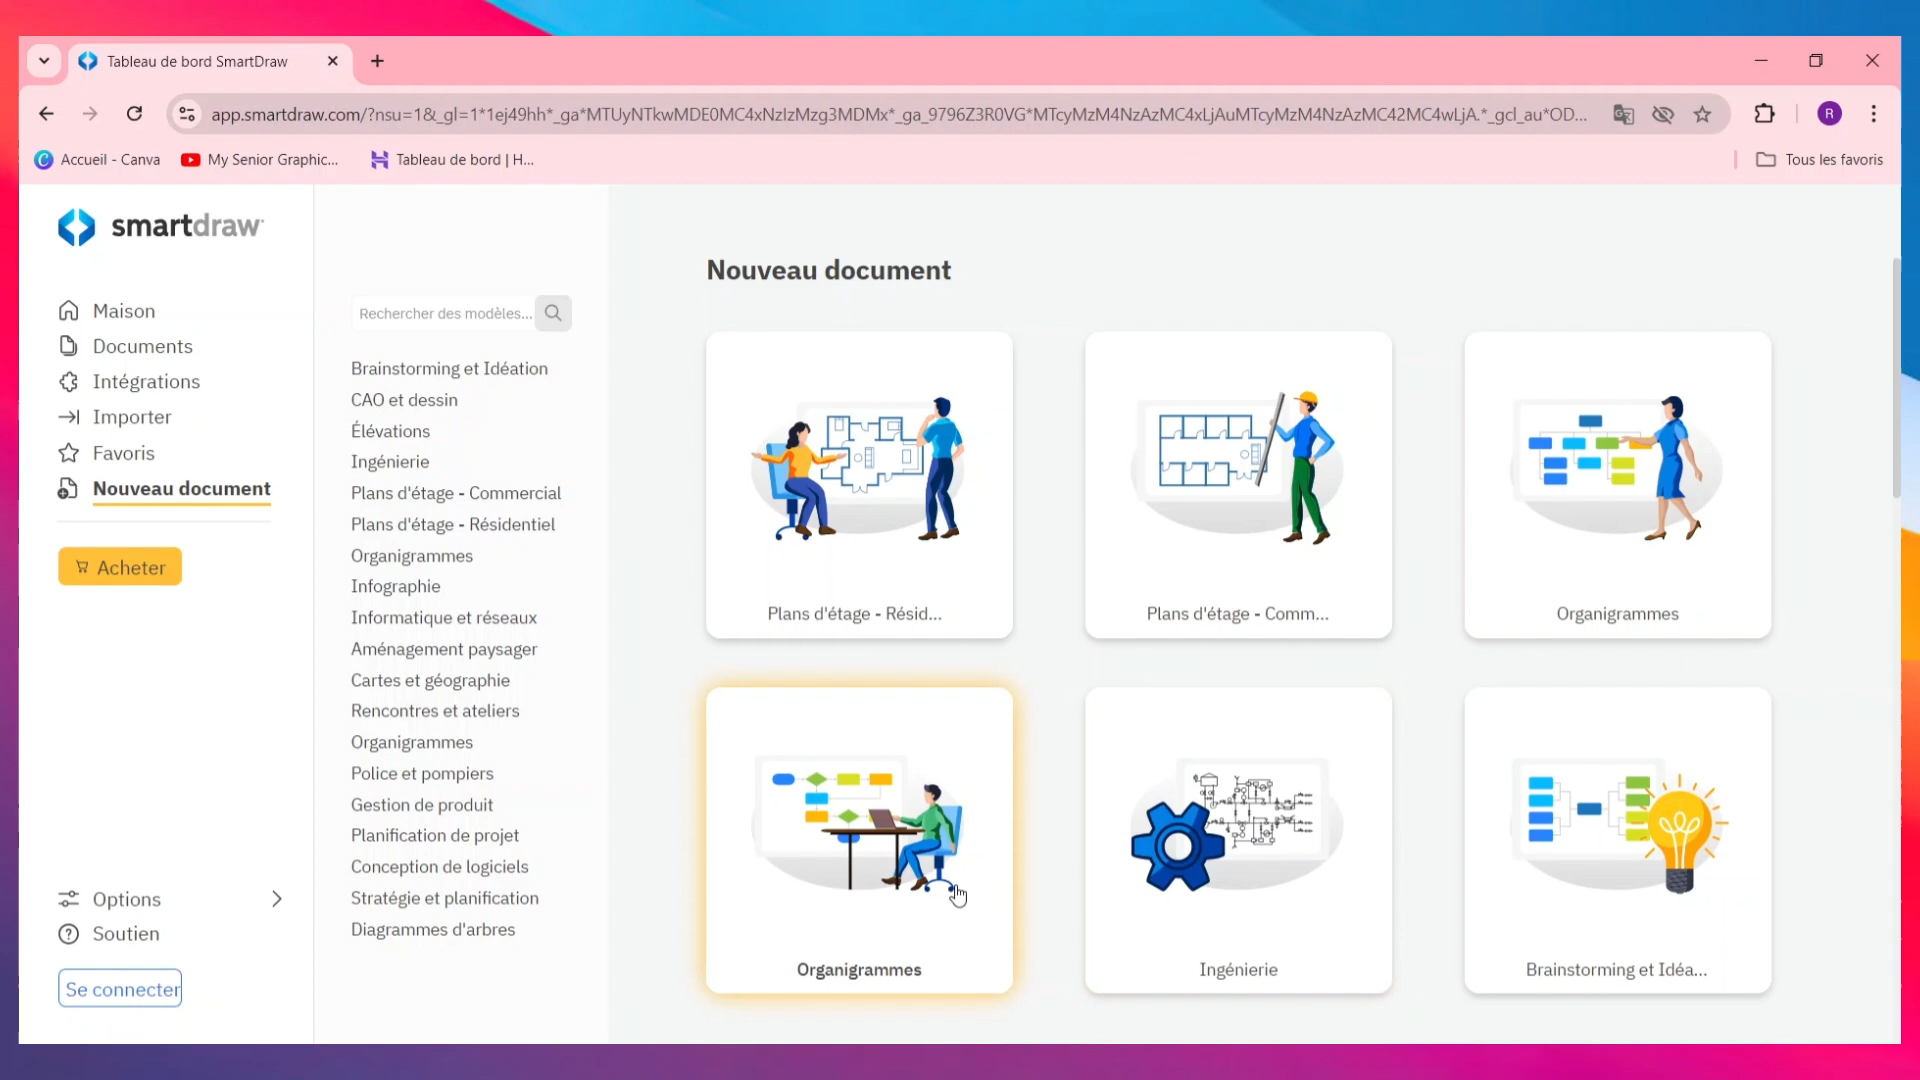 Tableau de bord SmartDraw
app.smartdraw.com/?nsu=1&_gl=1*1ej49hh*_ga*MTUyNTkwMDE0MC4xNzIzMzg3MDMx*_ga_9796Z3R0VG*MTcyMzM4NzAzMC4xLjAuMTcyMzM4NzAzMC42MC4wLjA.*_gcl_au*OD...
R
Accueil - Canva
My Senior Graphic...
Tableau de bord | H...
Tous les favoris
smartdraw
Maison
Documents
Intégrations
Importer
Favoris
Nouveau document
Acheter
Options
Soutien
Se connecter
Rechercher des modèles...
Brainstorming et Idéation
CAO et dessin
Élévations
Ingénierie
Plans d'étage - Commercial
Plans d'étage - Résidentiel
Organigrammes
Infographie
Informatique et réseaux
Aménagement paysager
Cartes et géographie
Rencontres et ateliers
Organigrammes
Police et pompiers
Gestion de produit
Planification de projet
Conception de logiciels
Stratégie et planification
Diagrammes d'arbres
Nouveau document
Plans d'étage - Résid...
Plans d'étage - Comm...
Organigrammes
Organigrammes
Ingénierie
Brainstorming et Idéa...